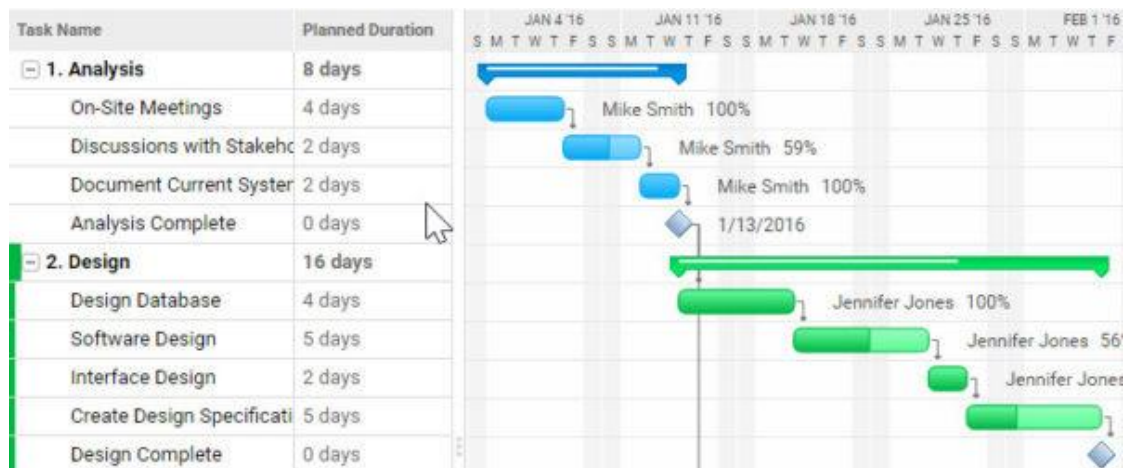 Task Name Planned Duration JAN 4 '16 JAN 11 '16 JAN 18 '16 JAN 25 '16 FEB 1 '16
S M T W T F S S M T W T F S S M T W T F S S M T W T F S S M T W T F
1. Analysis 8 days
On-Site Meetings 4 days Mike Smith 100%
Discussions with Stakeho 2 days Mike Smith 59%
Document Current System 2 days Mike Smith 100%
Analysis Complete 0 days 1/13/2016
2. Design 16 days
Design Database 4 days Jennifer Jones 100%
Software Design 5 days Jennifer Jones 56%
Interface Design 2 days Jennifer Jones
Create Design Specificati 5 days
Design Complete 0 days